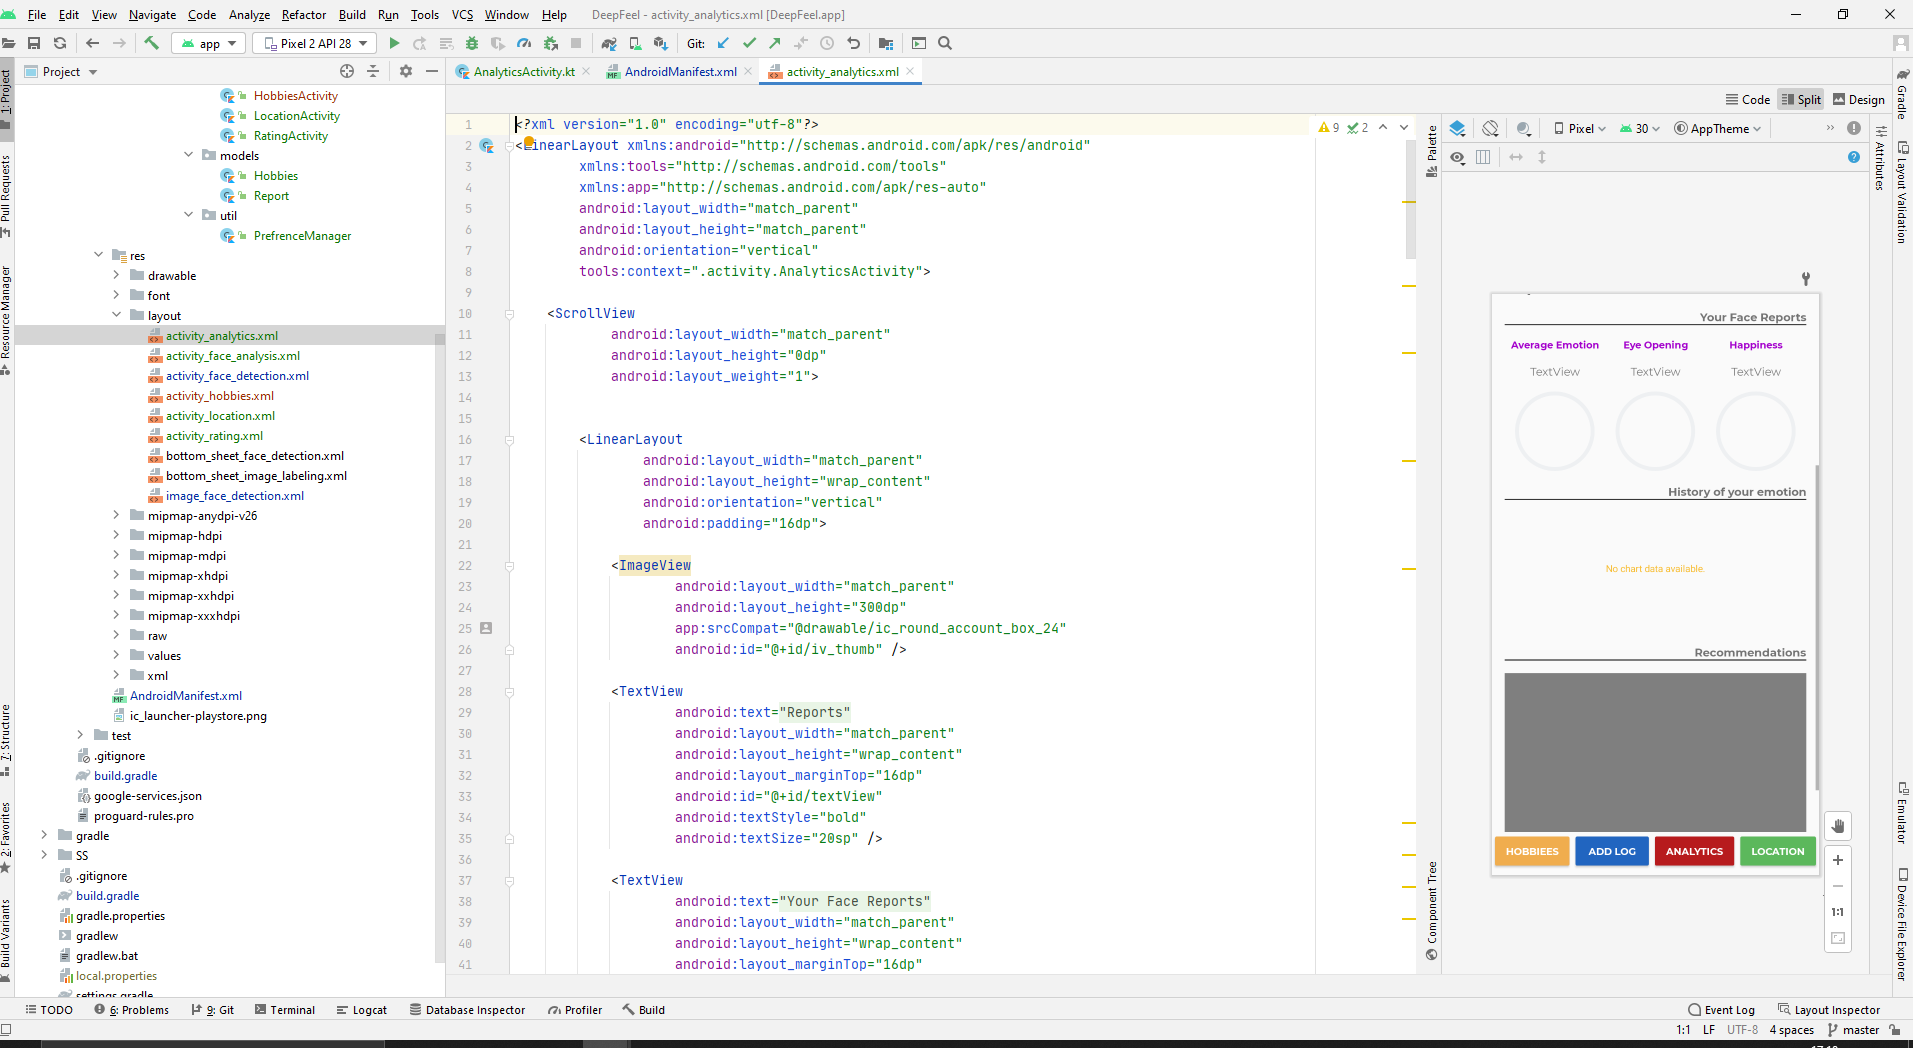 File Edit View Navigate Code Analyze Refactor Build Run Tools VCS Window Help DeepFeel - activity_analytics.xml [DeepFeel.app]
app Pixel 2 API 28 Git:
Project
AnalyticsActivity.kt AndroidManifest.xml activity_analytics.xml
Code Split Design
1: Project
Pull Requests
Resource Manager
7: Structure
2: Favorites
Build Variants
HobbiesActivity
LocationActivity
RatingActivity
models
Hobbies
Report
util
PrefrenceManager
res
drawable
font
layout
activity_analytics.xml
activity_face_analysis.xml
activity_face_detection.xml
activity_hobbies.xml
activity_location.xml
activity_rating.xml
bottom_sheet_face_detection.xml
bottom_sheet_image_labeling.xml
image_face_detection.xml
mipmap-anydpi-v26
mipmap-hdpi
mipmap-mdpi
mipmap-xhdpi
mipmap-xxhdpi
mipmap-xxxhdpi
raw
values
xml
AndroidManifest.xml
ic_launcher-playstore.png
test
.gitignore
build.gradle
google-services.json
proguard-rules.pro
gradle
SS
.gitignore
build.gradle
gradle.properties
gradlew
gradlew.bat
local.properties
settings.gradle
9 2
1 <?xml version="1.0" encoding="utf-8"?>
2 <LinearLayout xmlns:android="http://schemas.android.com/apk/res/android"
3 xmlns:tools="http://schemas.android.com/tools"
4 xmlns:app="http://schemas.android.com/apk/res-auto"
5 android:layout_width="match_parent"
6 android:layout_height="match_parent"
7 android:orientation="vertical"
8 tools:context=".activity.AnalyticsActivity">
9
10 <ScrollView
11 android:layout_width="match_parent"
12 android:layout_height="0dp"
13 android:layout_weight="1">
14
15
16 <LinearLayout
17 android:layout_width="match_parent"
18 android:layout_height="wrap_content"
19 android:orientation="vertical"
20 android:padding="16dp">
21
22 <ImageView
23 android:layout_width="match_parent"
24 android:layout_height="300dp"
25 app:srcCompat="@drawable/ic_round_account_box_24"
26 android:id="@+id/iv_thumb" />
27
28 <TextView
29 android:text="Reports"
30 android:layout_width="match_parent"
31 android:layout_height="wrap_content"
32 android:layout_marginTop="16dp"
33 android:id="@+id/textView"
34 android:textStyle="bold"
35 android:textSize="20sp" />
36
37 <TextView
38 android:text="Your Face Reports"
39 android:layout_width="match_parent"
40 android:layout_height="wrap_content"
41 android:layout_marginTop="16dp"
Palette
Component Tree
Pixel 30 AppTheme
Your Face Reports
Average Emotion Eye Opening Happiness
TextView TextView TextView
History of your emotion
No chart data available.
Recommendations
HOBBIEES ADD LOG ANALYTICS LOCATION
1:1
Attributes
Gradle
Layout Validation
Emulator
Device File Explorer
TODO 6: Problems 9: Git Terminal Logcat Database Inspector Profiler Build Event Log Layout Inspector
1:1 LF UTF-8 4 spaces master